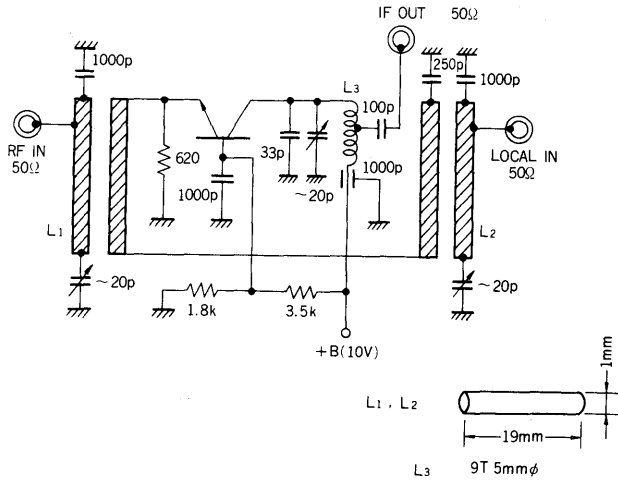 IF OUT 50Ω
1000p
250p
1000p
L3
100p
RF IN
50Ω
620
33p
~20p
1000p
1000p
LOCAL IN
50Ω
L1
L2
~20p
~20p
1.8k
3.5k
+B(10V)
L1, L2
1mm
19mm
L3 9T 5mmφ